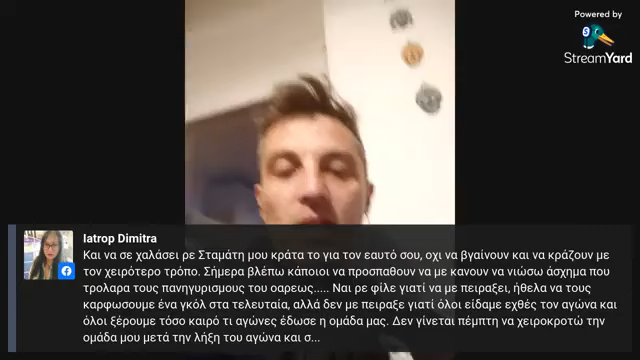 Powered by
StreamYard
Iatrop Dimitra
Και να σε χαλάσει ρε Σταμάτη μου κράτα το για τον εαυτό σου, οχι να βγαίνουν και να κράζουν με
τον χειρότερο τρόπο. Σήμερα βλέπω κάποιοι να προσπαθουν να με κανουν να νιώσω άσχημα που
τρολαρα τους πανηγυρισμους του οαρεως..... Ναι ρε φίλε γιατί να με πειραξει, ήθελα να τους
καρφωσουμε ένα γκόλ στα τελευταία, αλλά δεν με πειραξε γιατί όλοι είδαμε εχθές τον αγώνα και
όλοι ξέρουμε τόσο καιρό τι αγώνες έδωσε η ομάδα μας. Δεν γίνεται πέμπτη να χειροκροτώ την
ομάδα μου μετά την λήξη του αγώνα και σ...